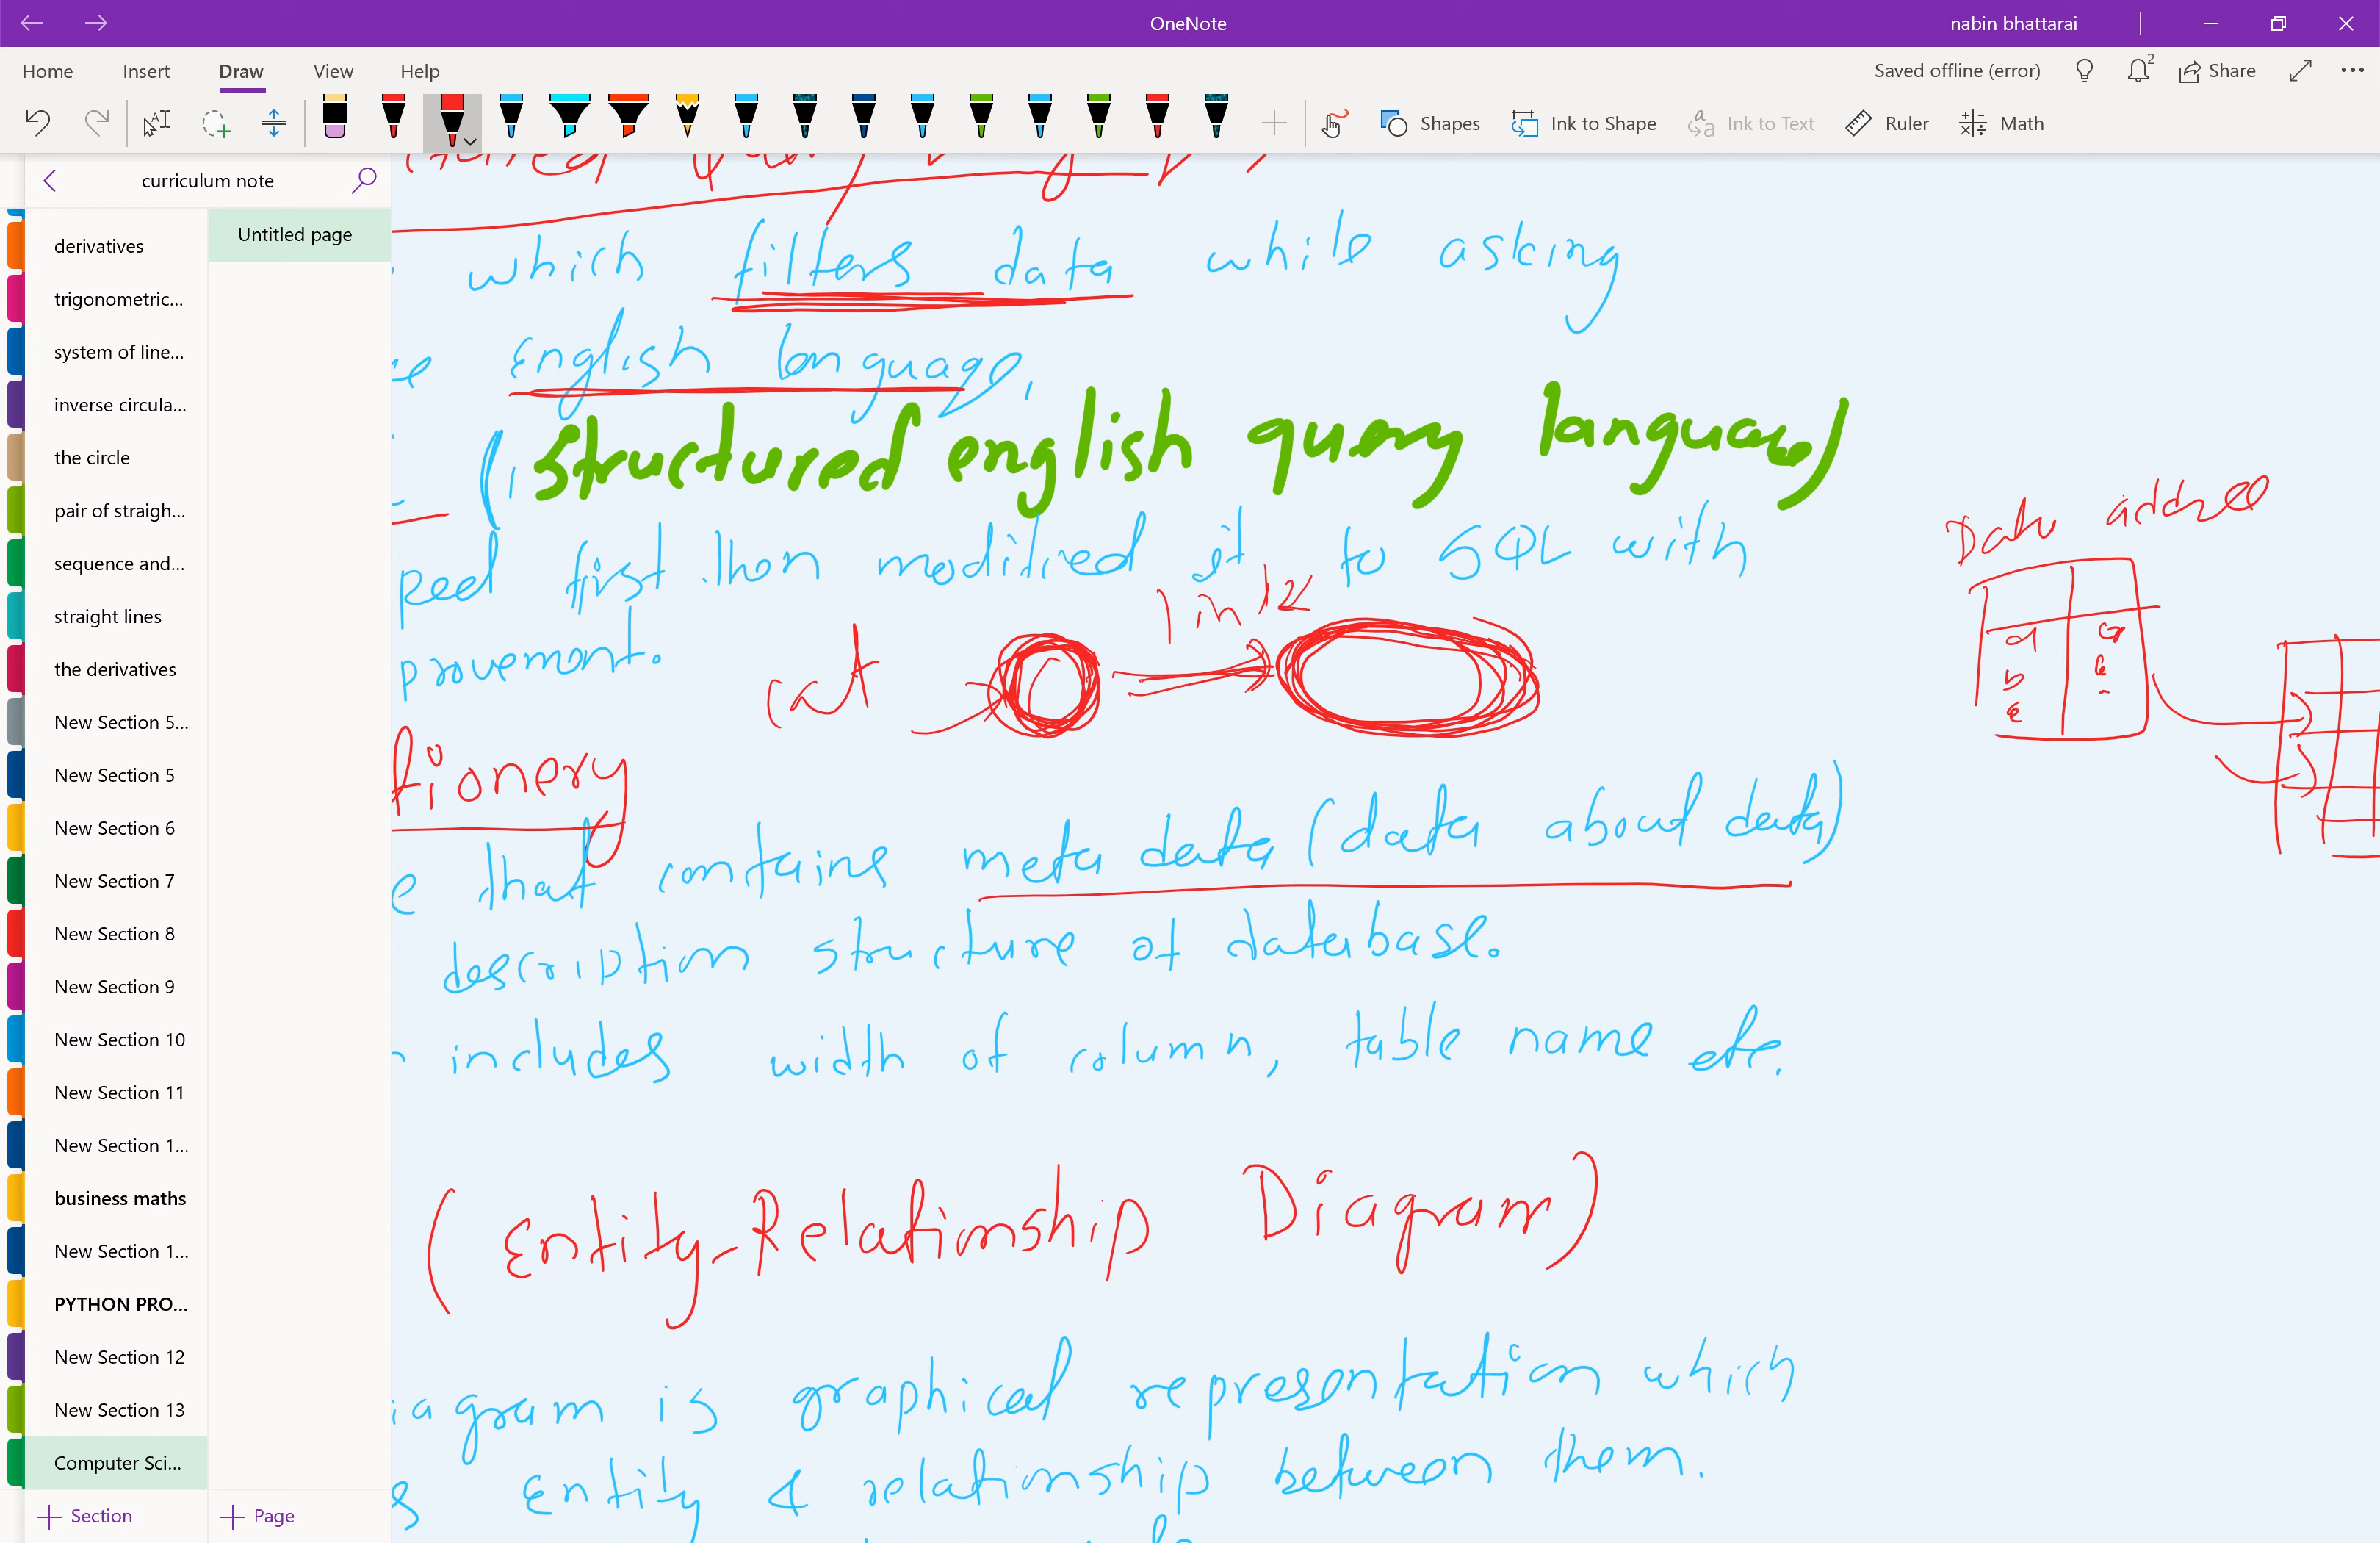 OneNote
nabin bhattarai
Home Insert Draw View Help
Saved offline (error) 2 Share
Shapes Ink to Shape Ink to Text Ruler Math
curriculum note
Untitled page
derivatives
trigonometric...
system of line...
inverse circula...
the circle
pair of straigh...
sequence and...
straight lines
the derivatives
New Section 5...
New Section 5
New Section 6
New Section 7
New Section 8
New Section 9
New Section 10
New Section 11
New Section 1...
business maths
New Section 1...
PYTHON PRO...
New Section 12
New Section 13
Computer Sci...
Section
Page
which filters data while asking
English language,
(structured english query language)
first then modified it to SQL with
provement.
cat
link
Data
a
b
c
tionery
e that contains meta data (data about data)
description structure of database.
includes width of column, table name etc.
(Entity-Relationship Diagram)
iagram is graphical representation which
s entity & relationship between them.